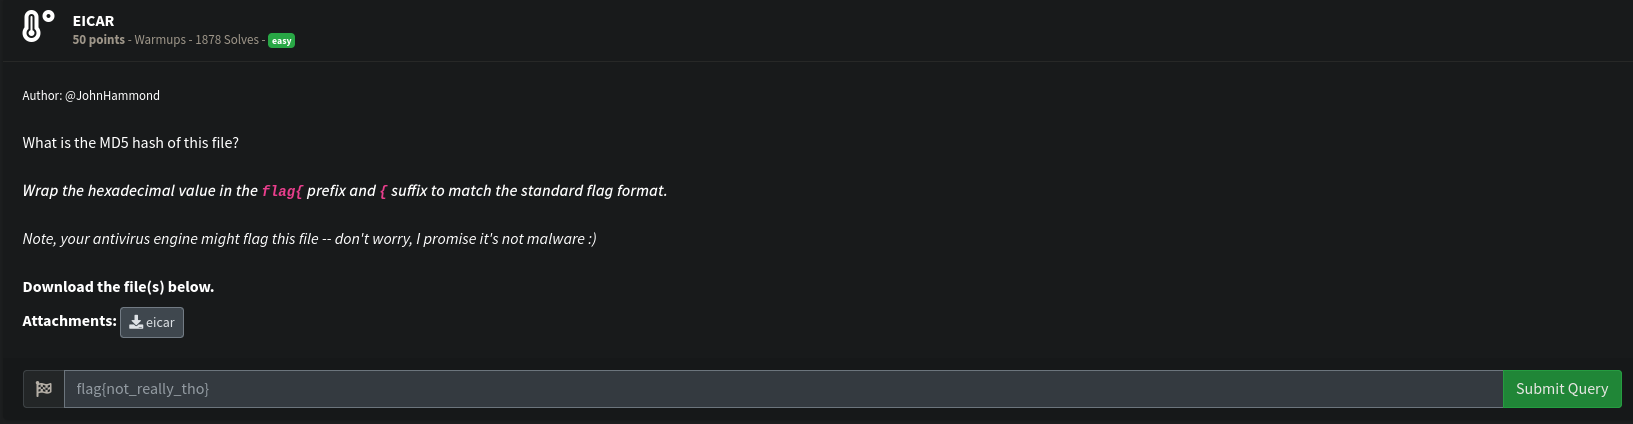 EICAR
50 points - Warmups - 1878 Solves - easy
Author: @JohnHammond
What is the MD5 hash of this file?
Wrap the hexadecimal value in the flag{ prefix and { suffix to match the standard flag format.
Note, your antivirus engine might flag this file -- don't worry, I promise it's not malware :)
Download the file(s) below.
Attachments: eicar
flag{not_really_tho} Submit Query